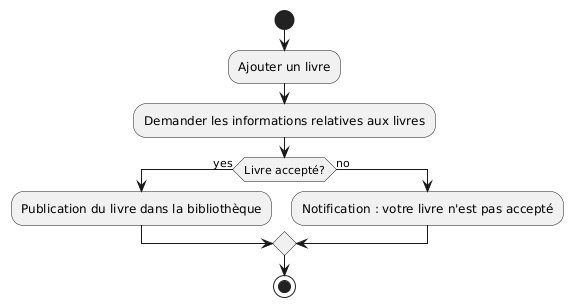 Ajouter un livre
Demander les informations relatives aux livres
yes
Livre accepté?
no
Publication du livre dans la bibliothèque
Notification : votre livre n'est pas accepté